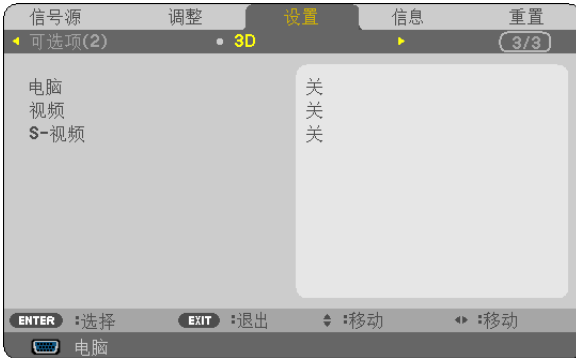 信号源 调整 设置 信息 重置
可选项(2) 3D 3/3
电脑 关
视频 关
S-视频 关
ENTER :选择 EXIT :退出 :移动 :移动
电脑